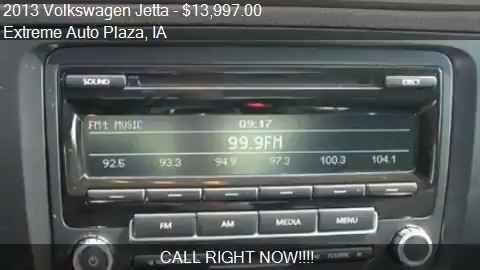 2013 Volkswagen Jetta - $13,997.00
Extreme Auto Plaza, IA
SOUND
EJECT
FM1 MUSIC 09:17
99.9FM
92.5 93.3 94.9 97.3 100.3 104.1
FM AM MEDIA MENU
CALL RIGHT NOW!!!!